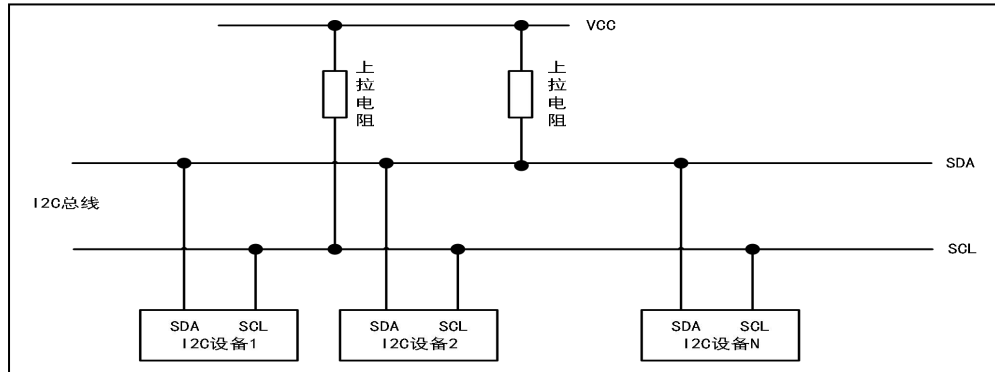 VCC
上拉电阻
上拉电阻
SDA
I2C总线
SCL
SDA SCL
I2C设备1
SDA SCL
I2C设备2
SDA SCL
I2C设备N